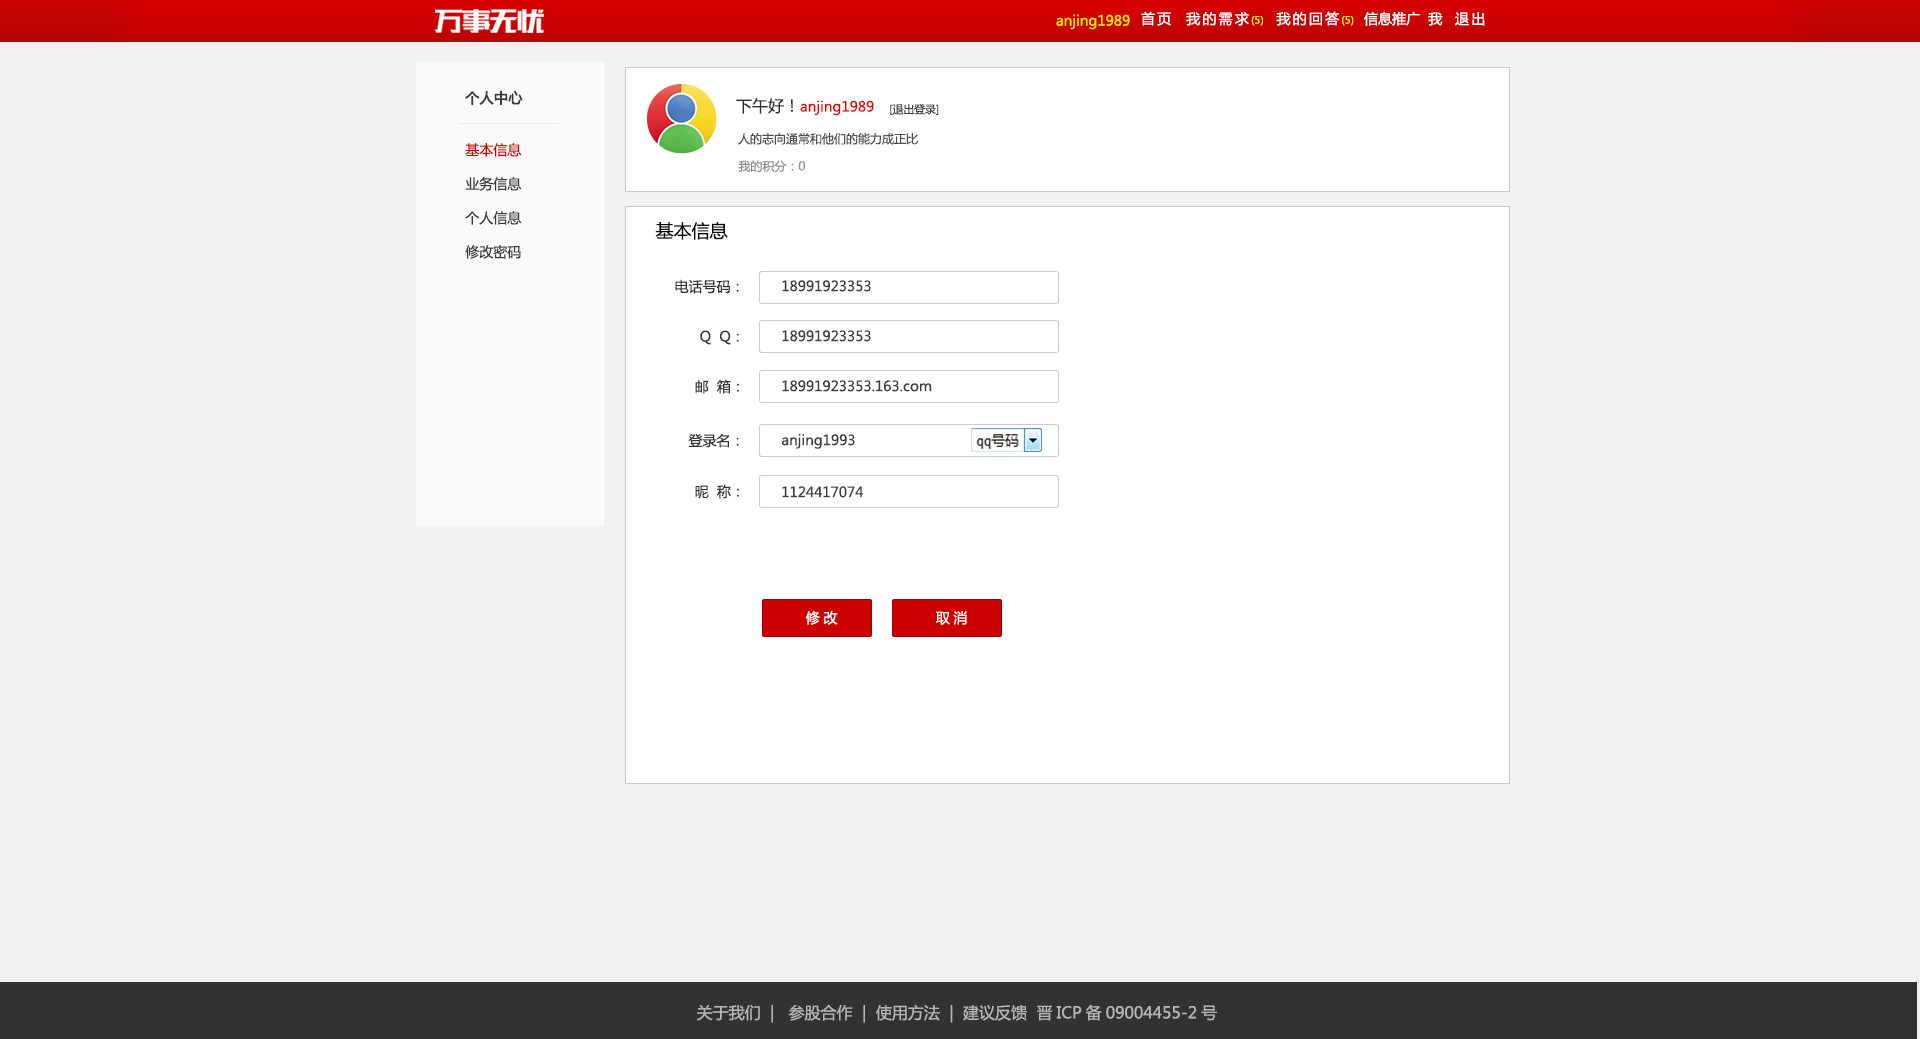 万事无忧
anjing1989 首页 我的需求(5) 我的回答(5) 信息推广 我 退出
个人中心
基本信息
业务信息
个人信息
修改密码
下午好！anjing1989 [退出登录]
人的志向通常和他们的能力成正比
我的积分：0
基本信息
电话号码： 18991923353
Q Q： 18991923353
邮 箱： 18991923353.163.com
登录名： anjing1993 qq号码
昵 称： 1124417074
修改 取消
关于我们 | 参股合作 | 使用方法 | 建议反馈 晋 ICP 备 09004455-2 号